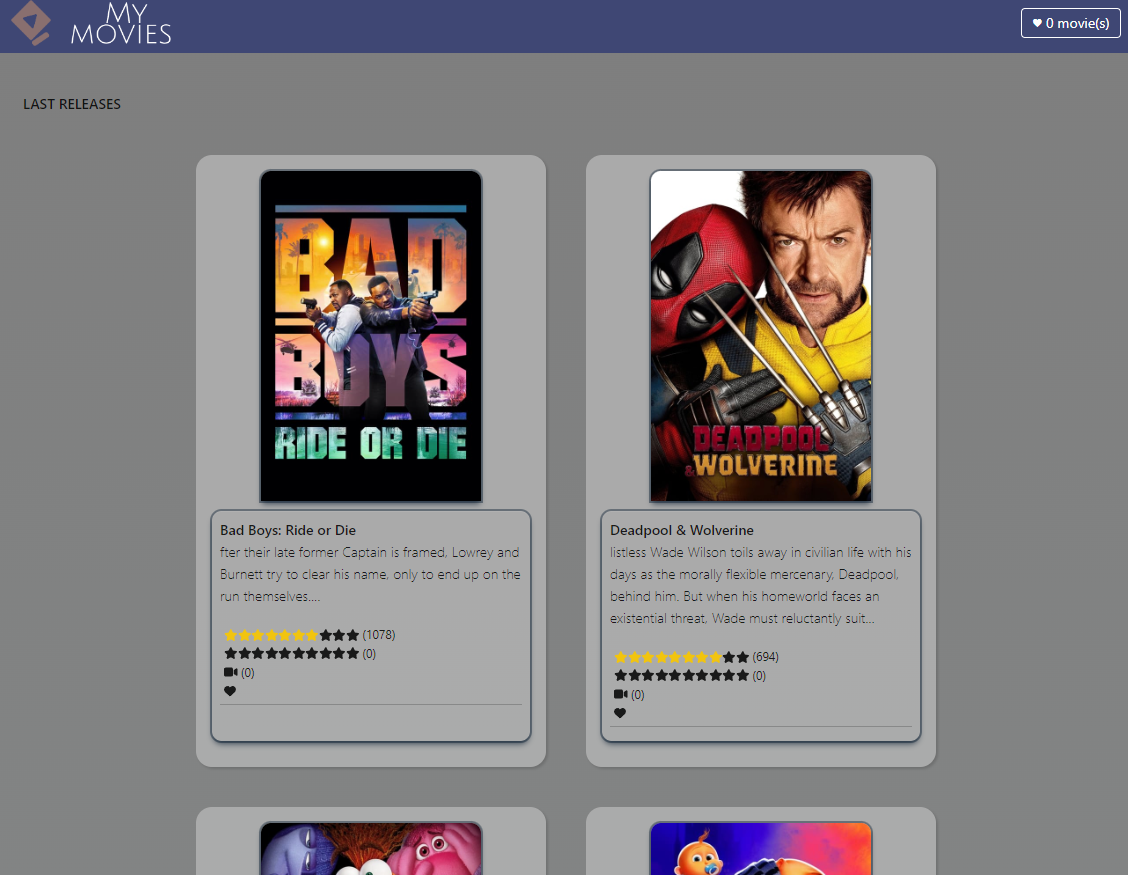 MY
MOVIES
0 movie(s)
LAST RELEASES
BAD
BOYS
RIDE OR DIE
DEADPOOL
& WOLVERINE
Bad Boys: Ride or Die
fter their late former Captain is framed, Lowrey and
Burnett try to clear his name, only to end up on the
run themselves....
(1078)
(0)
(0)
Deadpool & Wolverine
listless Wade Wilson toils away in civilian life with his
days as the morally flexible mercenary, Deadpool,
behind him. But when his homeworld faces an
existential threat, Wade must reluctantly suit...
(694)
(0)
(0)